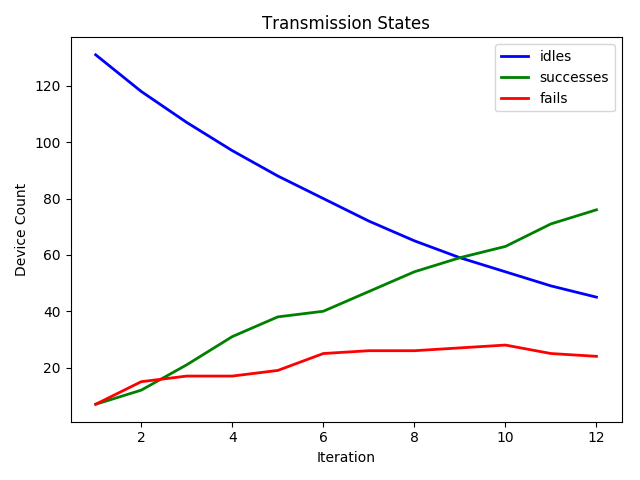 Transmission States
idles
successes
fails
Device Count
120
100
80
60
40
20
2 4 6 8 10 12
Iteration